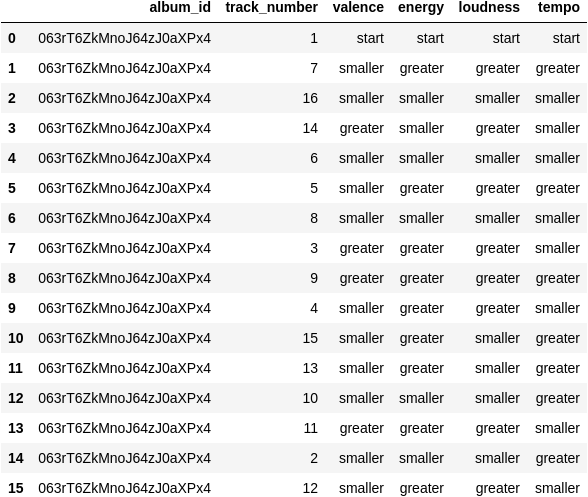 album_id track_number valence energy loudness tempo
0 063rT6ZkMnoJ64zJ0aXPx4 1 start start start start
1 063rT6ZkMnoJ64zJ0aXPx4 7 smaller greater greater greater
2 063rT6ZkMnoJ64zJ0aXPx4 16 smaller smaller smaller smaller
3 063rT6ZkMnoJ64zJ0aXPx4 14 greater smaller greater smaller
4 063rT6ZkMnoJ64zJ0aXPx4 6 smaller smaller smaller smaller
5 063rT6ZkMnoJ64zJ0aXPx4 5 smaller greater greater greater
6 063rT6ZkMnoJ64zJ0aXPx4 8 smaller smaller smaller smaller
7 063rT6ZkMnoJ64zJ0aXPx4 3 greater greater greater smaller
8 063rT6ZkMnoJ64zJ0aXPx4 9 greater greater greater greater
9 063rT6ZkMnoJ64zJ0aXPx4 4 smaller greater greater smaller
10 063rT6ZkMnoJ64zJ0aXPx4 15 smaller greater smaller greater
11 063rT6ZkMnoJ64zJ0aXPx4 13 smaller greater smaller greater
12 063rT6ZkMnoJ64zJ0aXPx4 10 smaller smaller smaller greater
13 063rT6ZkMnoJ64zJ0aXPx4 11 greater greater greater smaller
14 063rT6ZkMnoJ64zJ0aXPx4 2 smaller smaller smaller greater
15 063rT6ZkMnoJ64zJ0aXPx4 12 smaller greater greater smaller